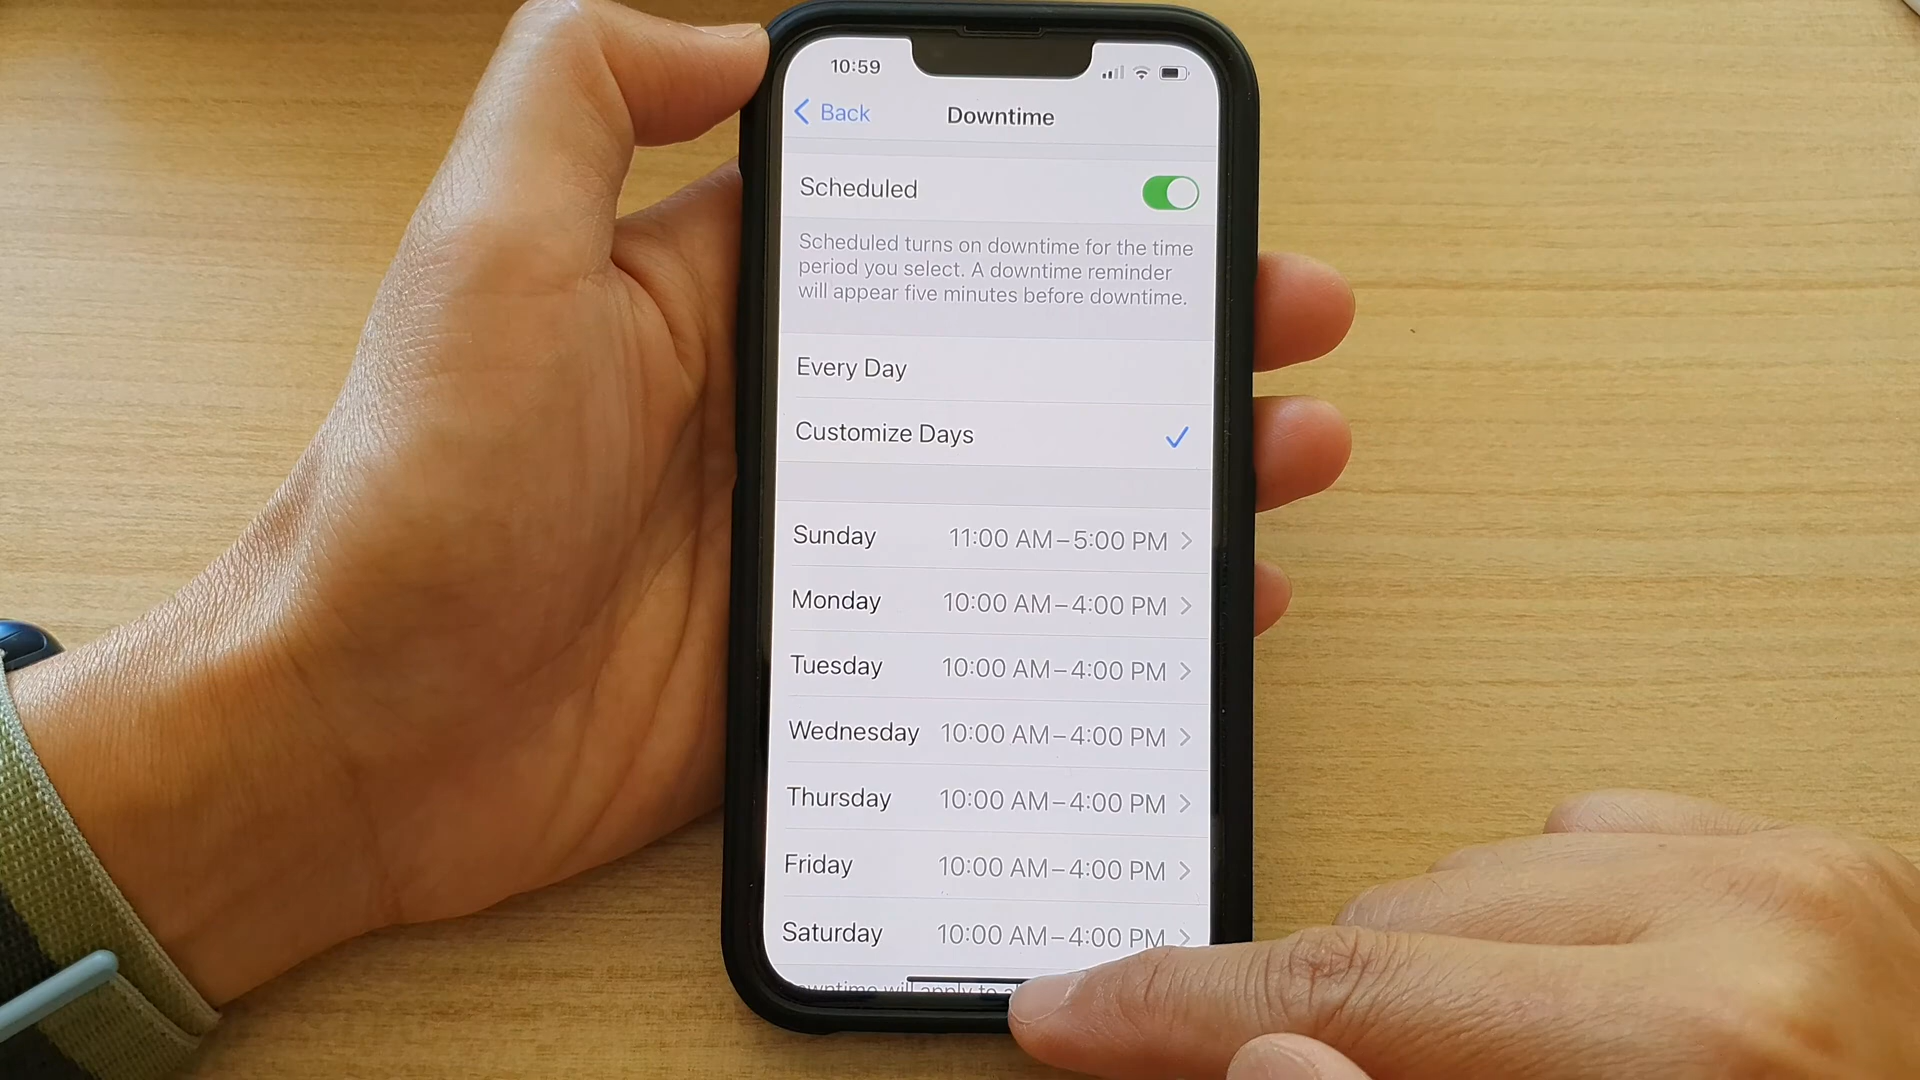 10:59
Back
Downtime
Scheduled
Scheduled turns on downtime for the time
period you select. A downtime reminder
will appear five minutes before downtime.
Every Day
Customize Days
Sunday 11:00 AM–5:00 PM
Monday 10:00 AM–4:00 PM
Tuesday 10:00 AM–4:00 PM
Wednesday 10:00 AM–4:00 PM
Thursday 10:00 AM–4:00 PM
Friday 10:00 AM–4:00 PM
Saturday 10:00 AM–4:00 PM
will apply to